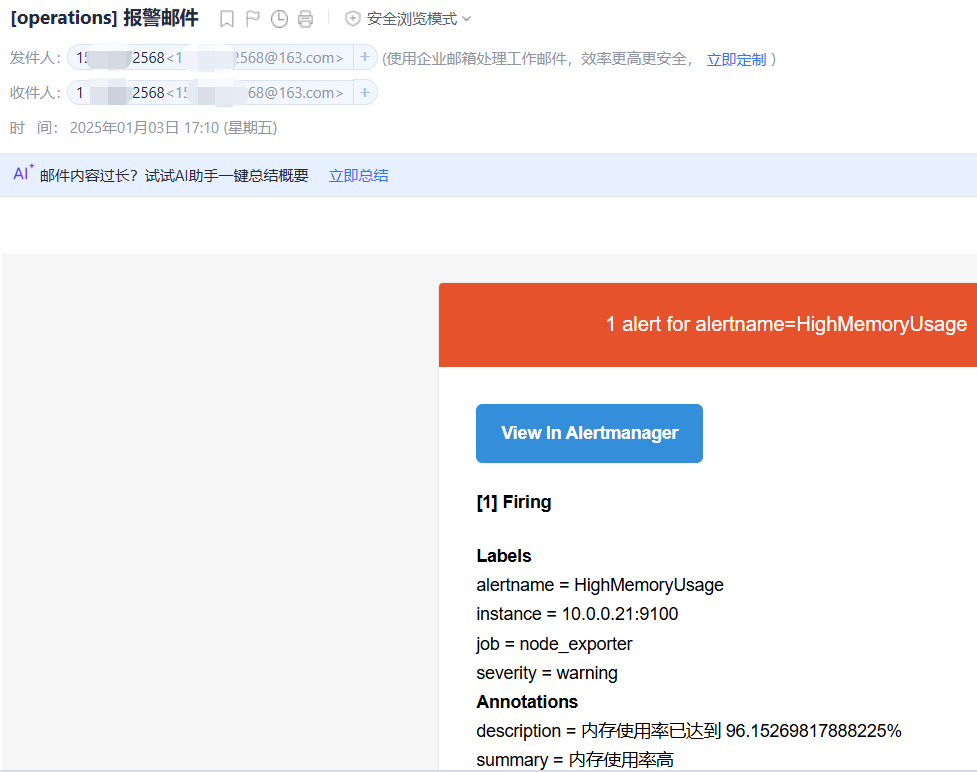 [operations] 报警邮件 安全浏览模式
发件人： 15 2568<1 2568@163.com> + (使用企业邮箱处理工作邮件，效率更高更安全， 立即定制 )
收件人： 1 2568<15 68@163.com> +
时 间： 2025年01月03日 17:10 (星期五)
AI+ 邮件内容过长？试试AI助手一键总结概要 立即总结
1 alert for alertname=HighMemoryUsage
View In Alertmanager
[1] Firing
Labels
alertname = HighMemoryUsage
instance = 10.0.0.21:9100
job = node_exporter
severity = warning
Annotations
description = 内存使用率已达到 96.15269817888225%
summary = 内存使用率高